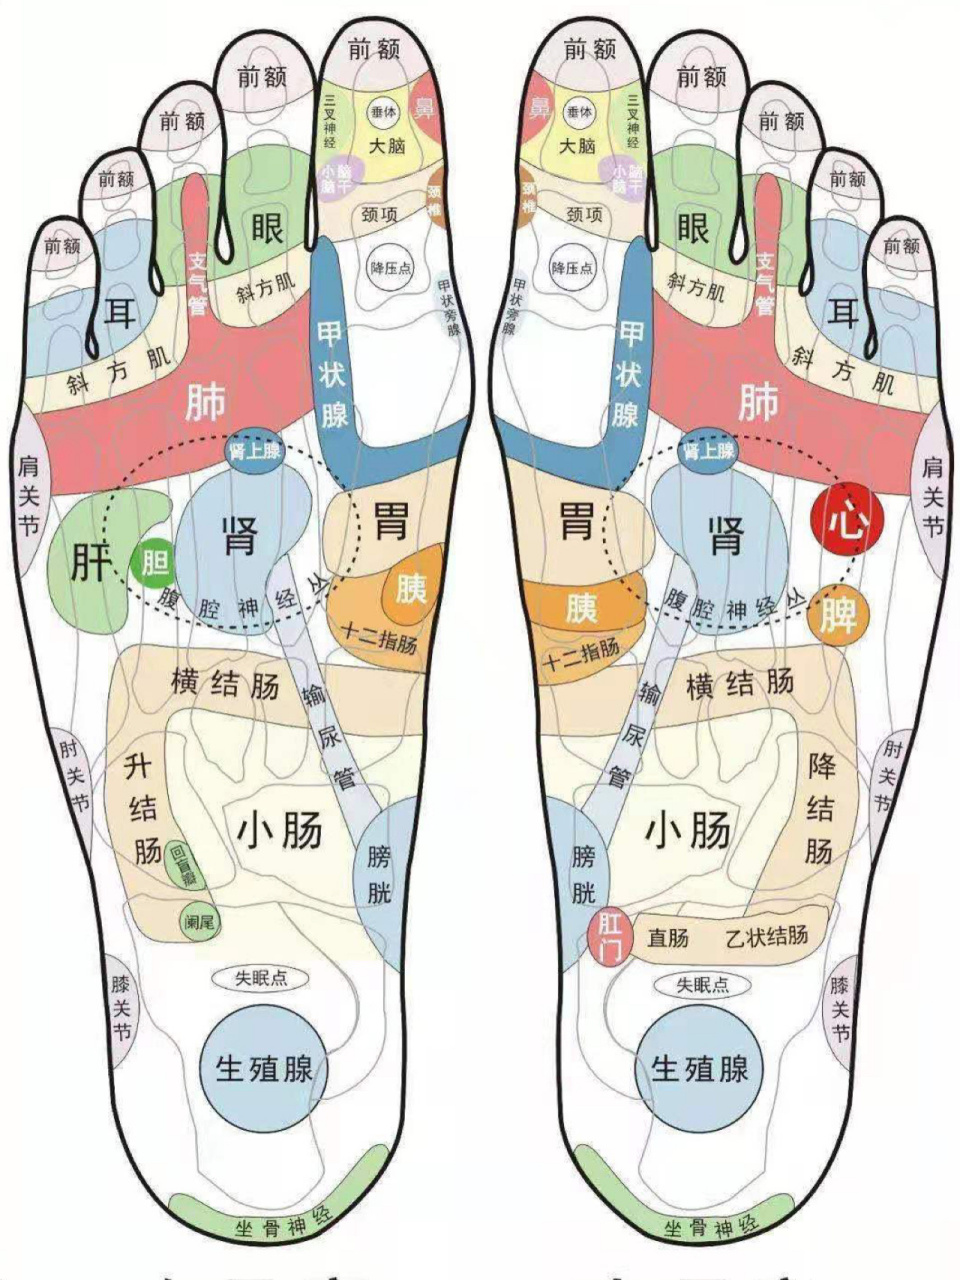 前额
前额
前额
前额
前额
三叉神经
垂体
鼻
大脑
小脑
脑干
颈椎
颈项
降压点
甲状旁腺
眼
耳
支气管
斜方肌
斜方肌
肺
甲状腺
肾上腺
肩关节
肝
胆
肾
胃
胰
腹腔神经丛
十二指肠
横结肠
输尿管
肘关节
升结肠
小肠
回盲瓣
阑尾
膀胱
失眠点
膝关节
生殖腺
坐骨神经
前额
前额
前额
前额
前额
鼻
垂体
三叉神经
大脑
小脑
脑干
颈椎
颈项
降压点
甲状旁腺
眼
耳
支气管
斜方肌
斜方肌
甲状腺
肺
肾上腺
肩关节
胃
肾
心
胰
腹腔神经丛
脾
十二指肠
输尿管
横结肠
肘关节
降结肠
小肠
膀胱
肛门
直肠
乙状结肠
失眠点
膝关节
生殖腺
坐骨神经